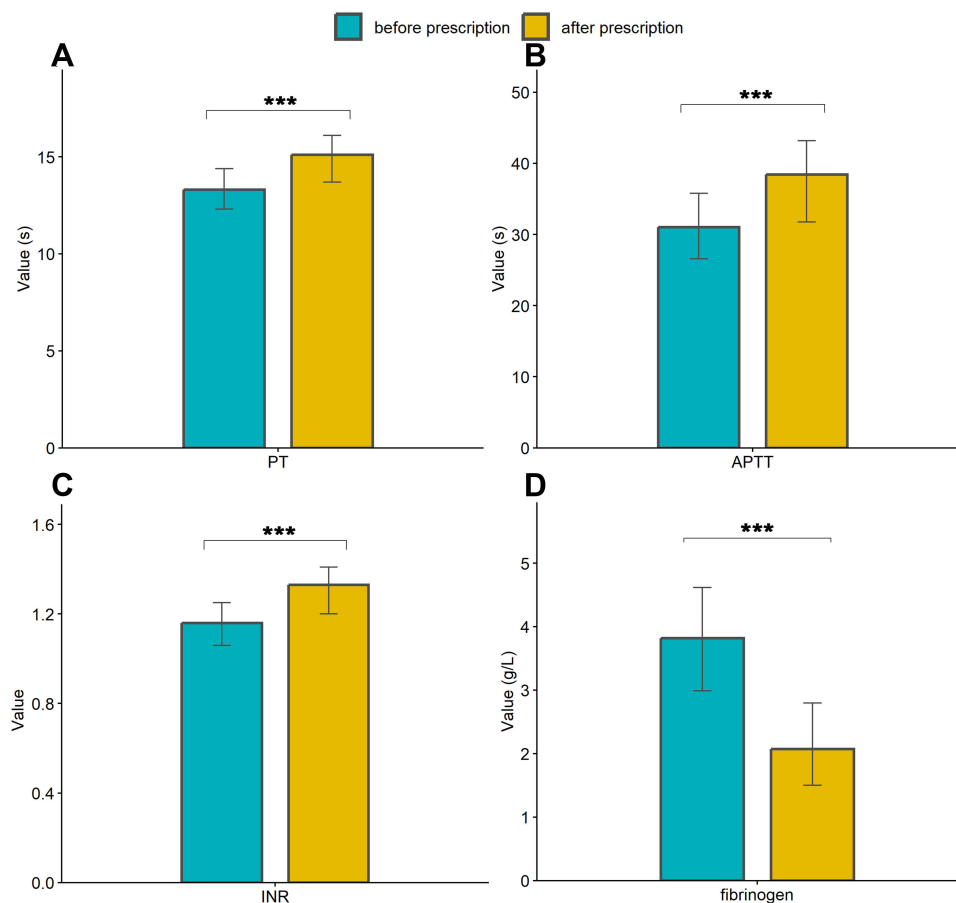 before prescription after prescription
A
***
15
10
5
0
Value (s)
PT
B
***
50
40
30
20
10
0
Value (s)
APTT
C
***
1.6
1.2
0.8
0.4
0.0
Value
INR
D
***
5
4
3
2
1
0
Value (g/L)
fibrinogen